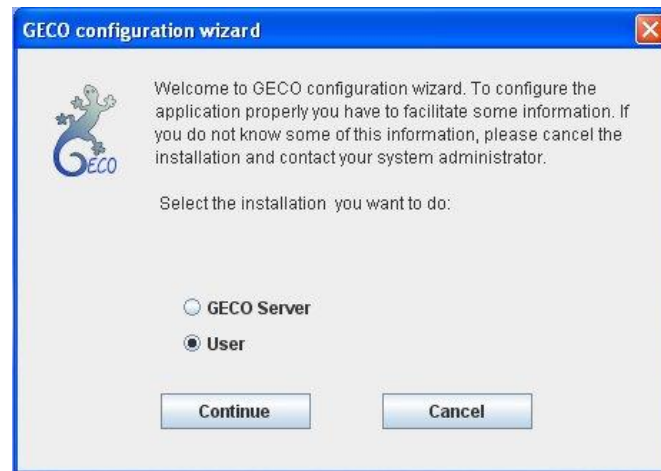 GECO configuration wizard
Welcome to GECO configuration wizard. To configure the
application properly you have to facilitate some information. If
you do not know some of this information, please cancel the
installation and contact your system administrator.
GECO
Select the installation you want to do:
GECO Server
User
Continue
Cancel